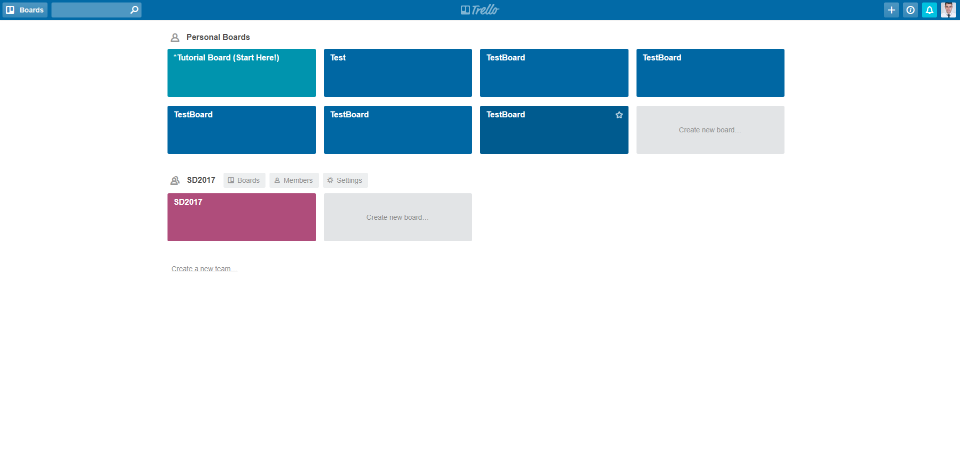 Boards
Trello
Personal Boards
*Tutorial Board (Start Here!)
Test
TestBoard
TestBoard
TestBoard
TestBoard
TestBoard
Create new board...
SD2017
Boards
Members
Settings
SD2017
Create new board...
Create a new team...